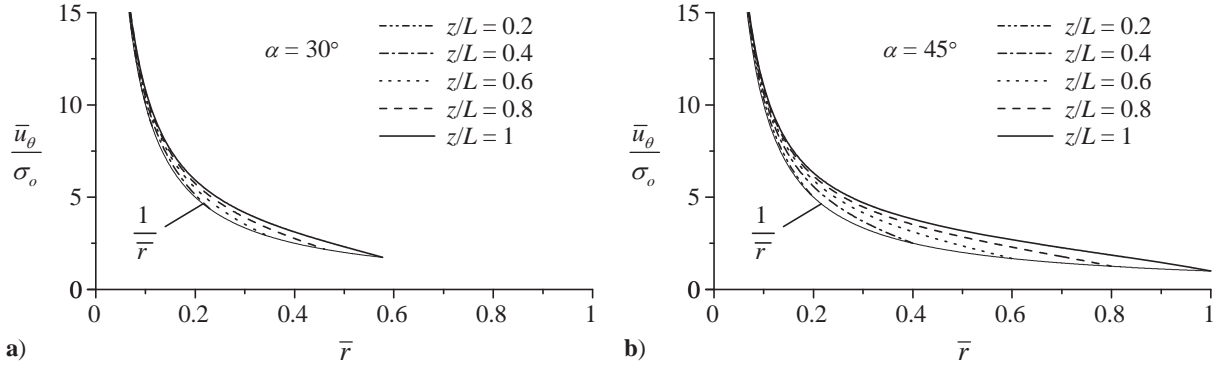 15
10
5
0
u̅_θ
σ_o
α = 30°
z/L = 0.2
z/L = 0.4
z/L = 0.6
z/L = 0.8
z/L = 1
1
r̅
0 0.2 0.4 0.6 0.8 1
a) r̅
15
10
5
0
u̅_θ
σ_o
α = 45°
z/L = 0.2
z/L = 0.4
z/L = 0.6
z/L = 0.8
z/L = 1
1
r̅
0 0.2 0.4 0.6 0.8 1
b) r̅